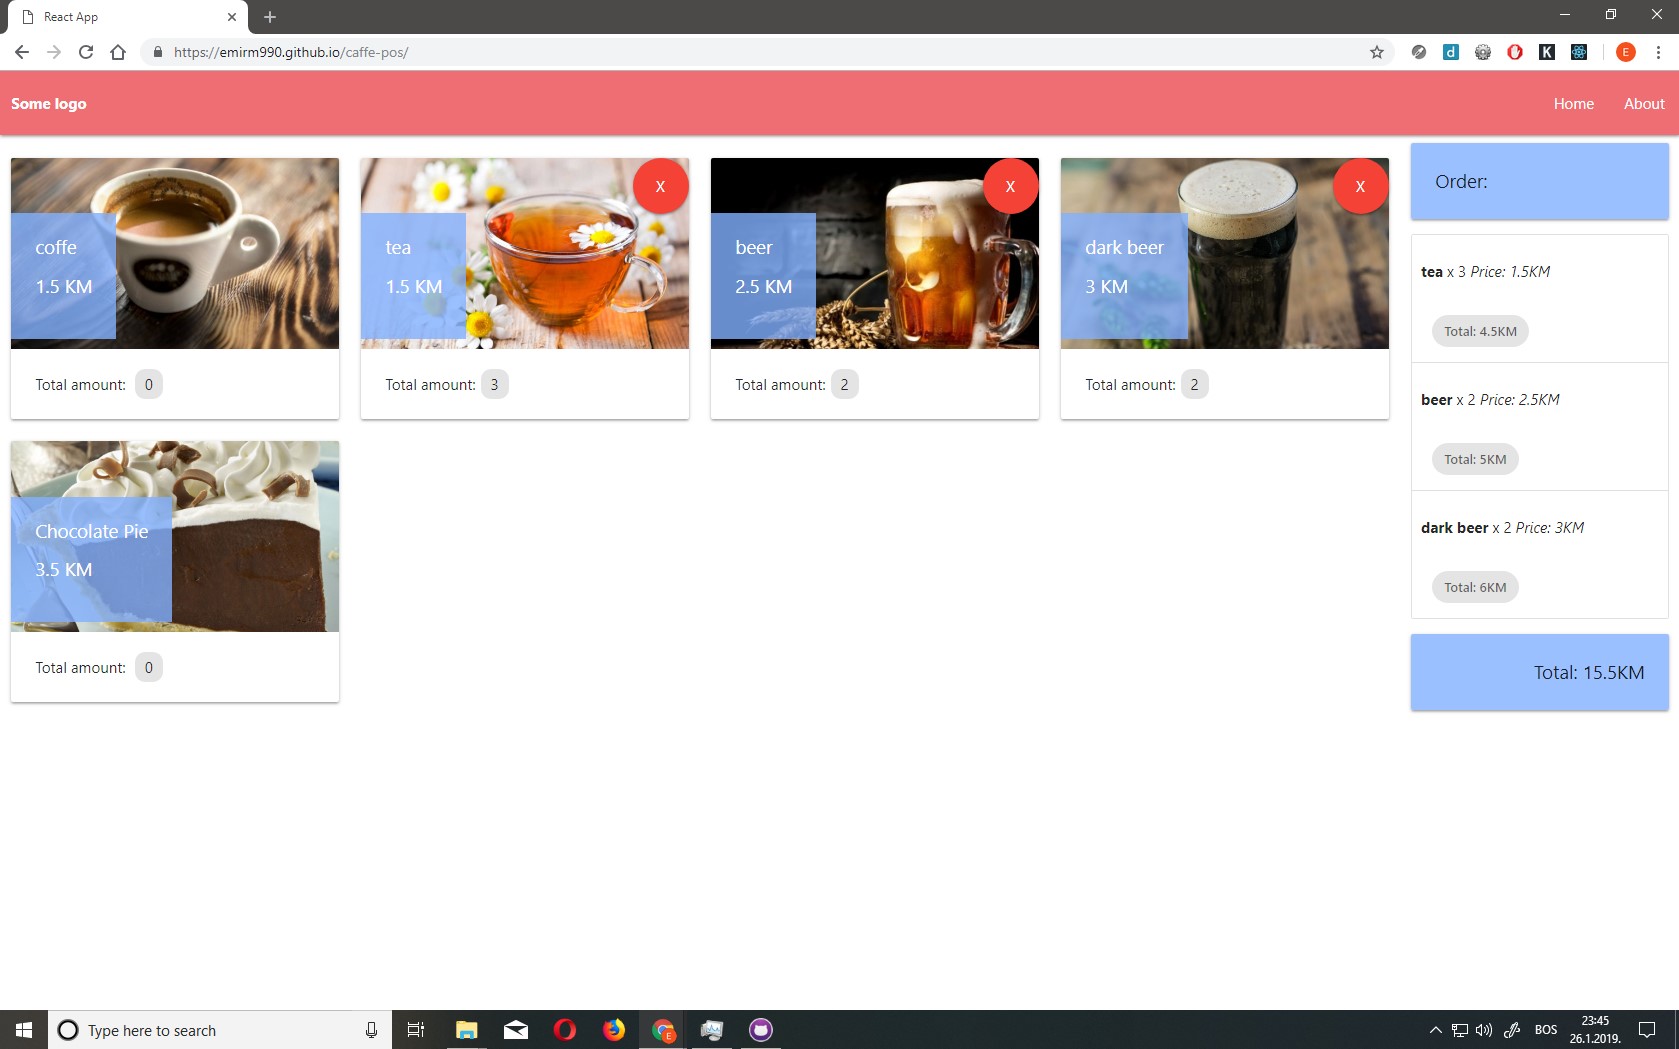 React App
https://emirm990.github.io/caffe-pos/
d
K
E
Some logo
Home
About
coffe
1.5 KM
Total amount: 0
X
tea
1.5 KM
Total amount: 3
X
beer
2.5 KM
Total amount: 2
X
dark beer
3 KM
Total amount: 2
Chocolate Pie
3.5 KM
Total amount: 0
Order:
tea x 3 Price: 1.5KM
Total: 4.5KM
beer x 2 Price: 2.5KM
Total: 5KM
dark beer x 2 Price: 3KM
Total: 6KM
Total: 15.5KM
Type here to search
E
BOS
23:45
26.1.2019.